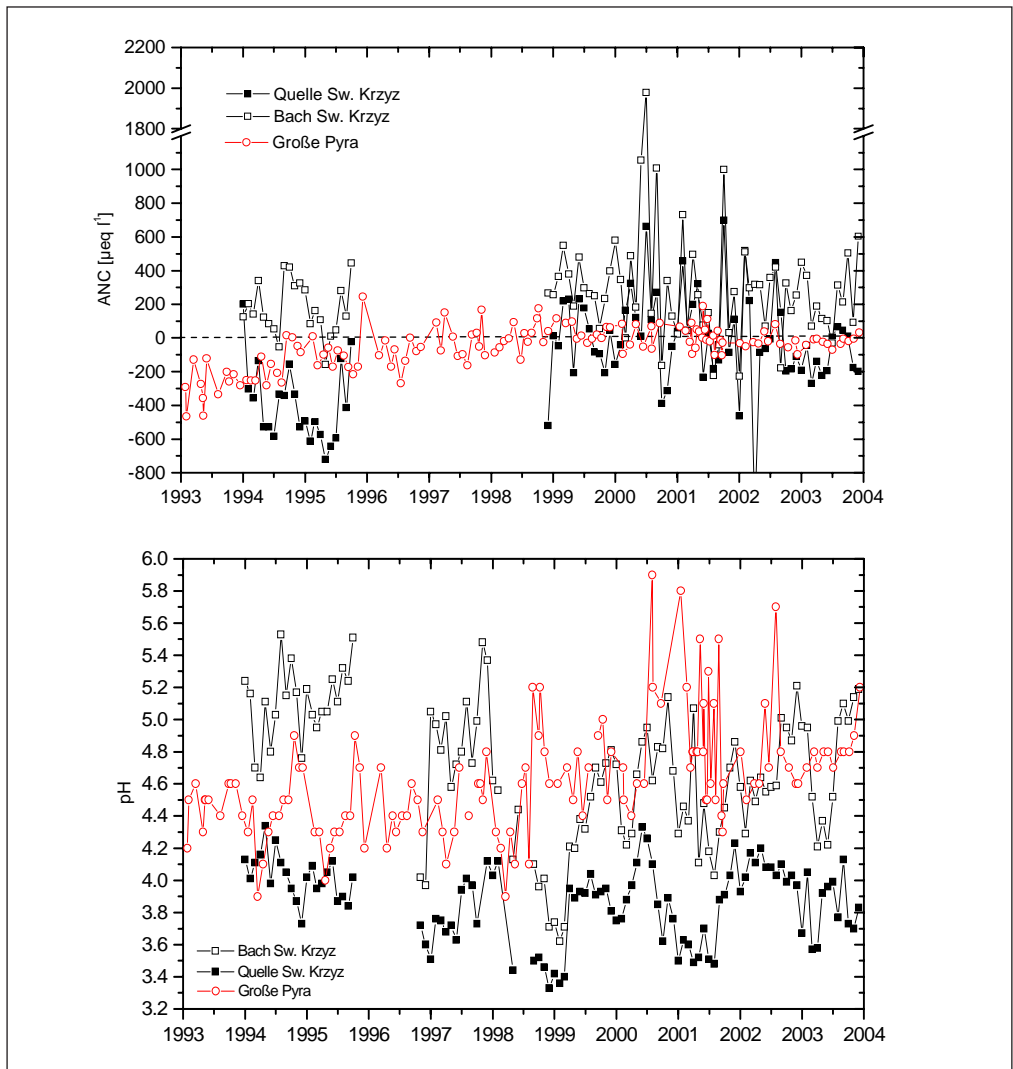 2200
2000
1800
1000
800
600
400
200
0
-200
-400
-600
-800
ANC [µeq l⁻¹]
Quelle Sw. Krzyz
Bach Sw. Krzyz
Große Pyra
1993 1994 1995 1996 1997 1998 1999 2000 2001 2002 2003 2004
6.0
5.8
5.6
5.4
5.2
5.0
4.8
4.6
4.4
4.2
4.0
3.8
3.6
3.4
3.2
pH
Bach Sw. Krzyz
Quelle Sw. Krzyz
Große Pyra
1993 1994 1995 1996 1997 1998 1999 2000 2001 2002 2003 2004